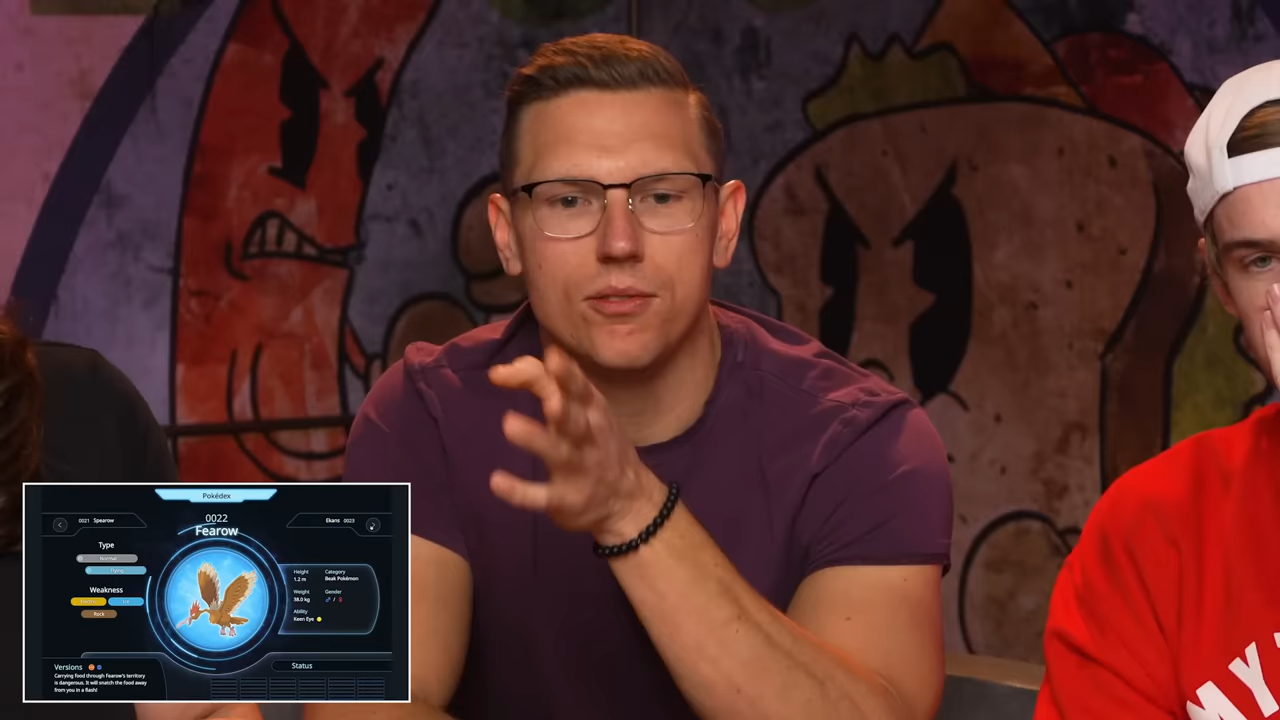 Pokédex
0021 Spearow
0022
Fearow
Ekans 0023
Type
Normal
Flying
Weakness
Electric
Ice
Rock
Height
1.2 m
Category
Beak Pokémon
Weight
38.0 kg
Gender
/
Ability
Keen Eye
Versions
Carrying food through Fearow's territory
is dangerous. It will snatch the food away
from you in a flash!
Status
MY